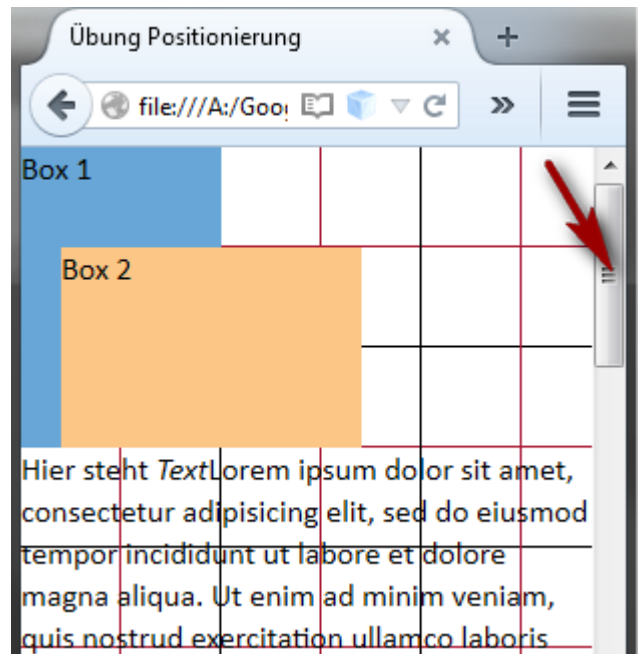 Übung Positionierung
file:///A:/Goo
Box 1
Box 2
Hier steht TextLorem ipsum dolor sit amet,
consectetur adipisicing elit, sed do eiusmod
tempor incididunt ut labore et dolore
magna aliqua. Ut enim ad minim veniam,
quis nostrud exercitation ullamco laboris